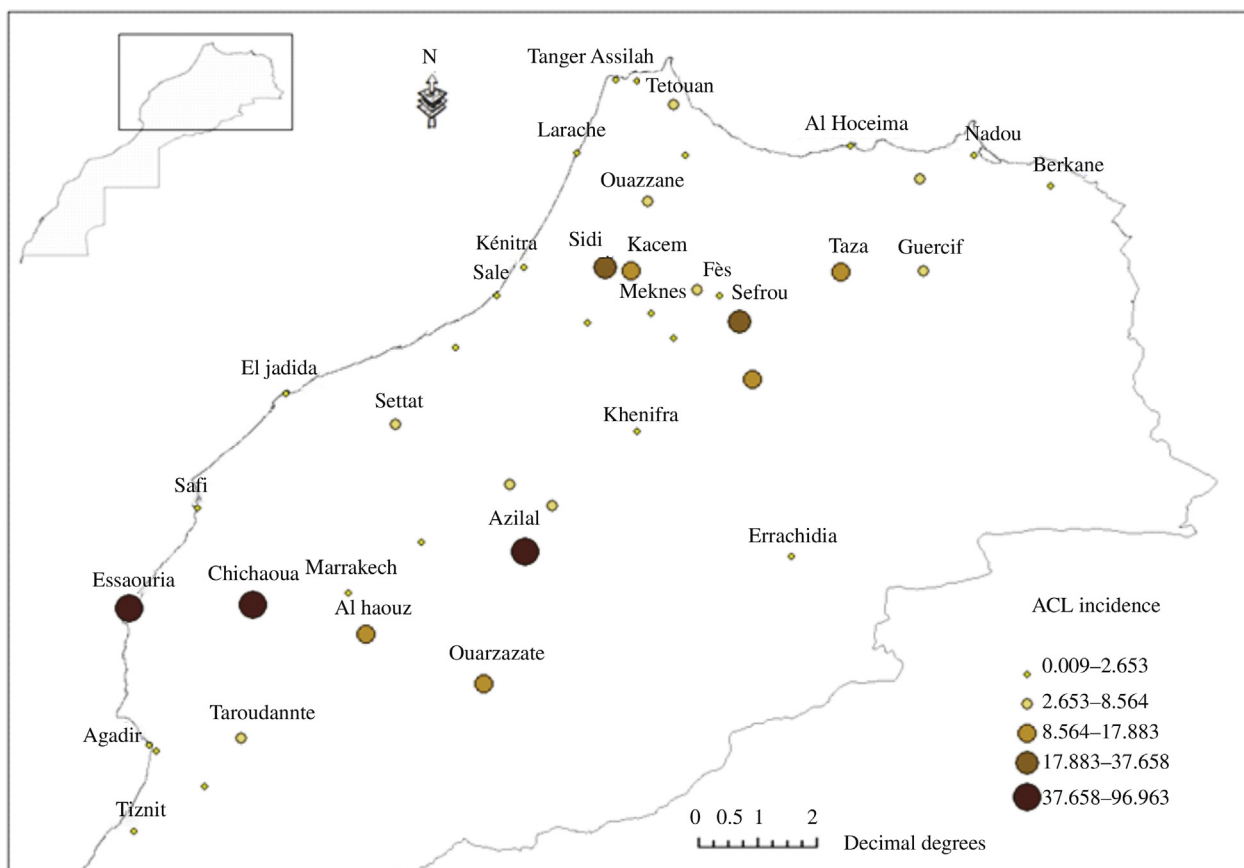 N
Tanger Assilah
Tetouan
Larache
Al Hoceima
Nadou
Berkane
Ouazzane
Kénitra
Sidi
Kacem
Taza
Guercif
Sale
Meknes
Fès
Sefrou
El jadida
Settat
Khenifra
Safi
Azilal
Errachidia
Essaouria
Chichaoua
Marrakech
Al haouz
Ouarzazate
Taroudannte
Agadir
Tiznit
ACL incidence
0.009–2.653
2.653–8.564
8.564–17.883
17.883–37.658
37.658–96.963
0 0.5 1 2
Decimal degrees